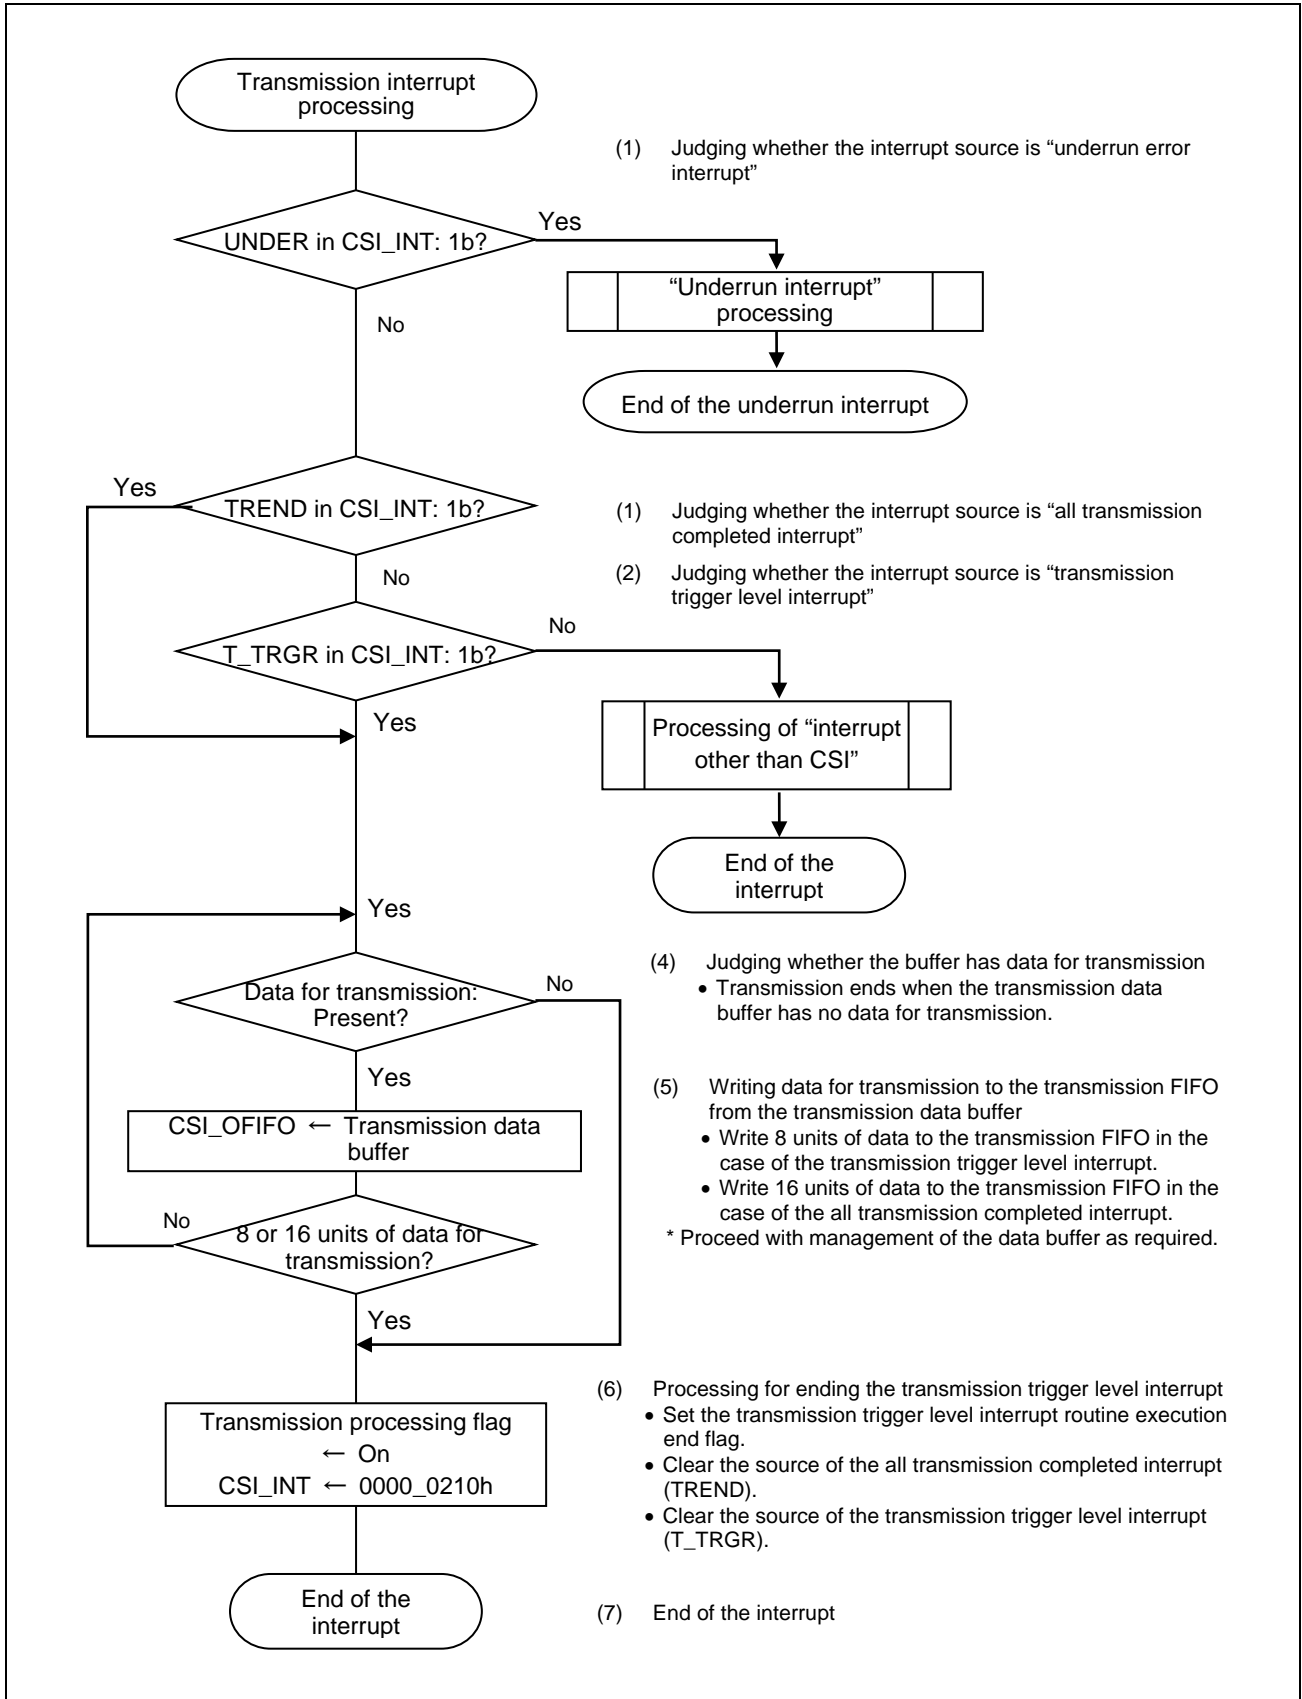 Transmission interrupt
processing
(1) Judging whether the interrupt source is “underrun error
interrupt”
Yes
UNDER in CSI_INT: 1b?
“Underrun interrupt”
processing
No
End of the underrun interrupt
Yes
TREND in CSI_INT: 1b?
(1) Judging whether the interrupt source is “all transmission
completed interrupt”
No
(2) Judging whether the interrupt source is “transmission
trigger level interrupt”
No
T_TRGR in CSI_INT: 1b?
Yes
Processing of “interrupt
other than CSI”
End of the
interrupt
Yes
(4) Judging whether the buffer has data for transmission
• Transmission ends when the transmission data
buffer has no data for transmission.
No
Data for transmission:
Present?
Yes
(5) Writing data for transmission to the transmission FIFO
from the transmission data buffer
• Write 8 units of data to the transmission FIFO in the
case of the transmission trigger level interrupt.
• Write 16 units of data to the transmission FIFO in the
case of the all transmission completed interrupt.
* Proceed with management of the data buffer as required.
CSI_OFIFO ← Transmission data
buffer
No
8 or 16 units of data for
transmission?
Yes
(6) Processing for ending the transmission trigger level interrupt
• Set the transmission trigger level interrupt routine execution
end flag.
• Clear the source of the all transmission completed interrupt
(TREND).
• Clear the source of the transmission trigger level interrupt
(T_TRGR).
Transmission processing flag
← On
CSI_INT ← 0000_0210h
End of the
interrupt
(7) End of the interrupt